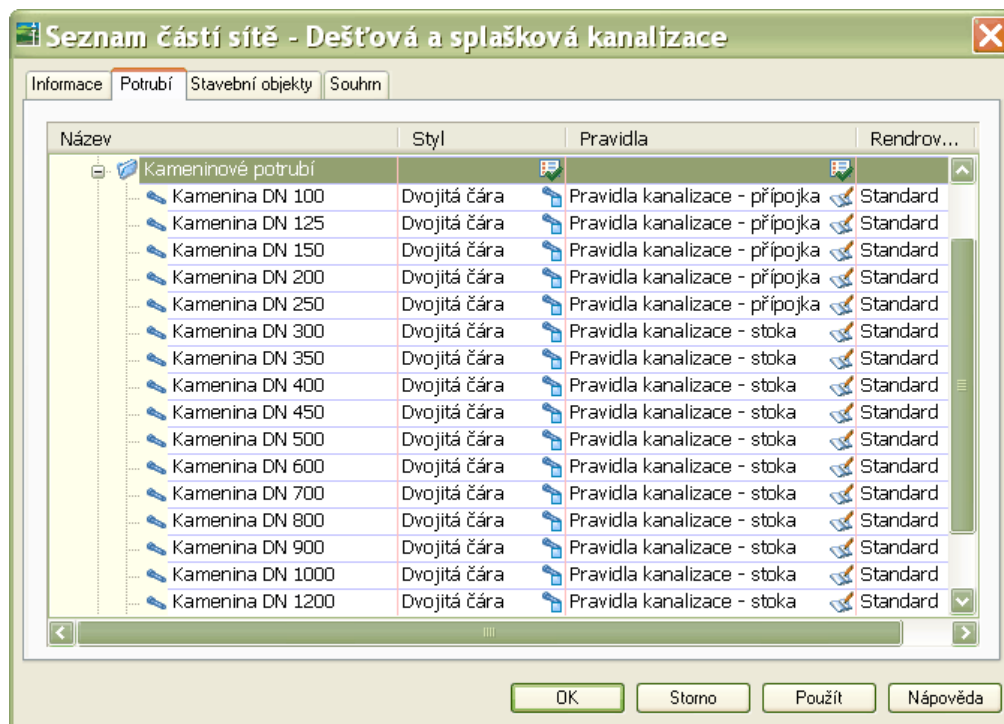 Seznam částí sítě - Dešťová a splašková kanalizace
Informace Potrubí Stavební objekty Souhrn
Název Styl Pravidla Rendrov...
Kameninové potrubí
Kamenina DN 100 Dvojitá čára Pravidla kanalizace - přípojka Standard
Kamenina DN 125 Dvojitá čára Pravidla kanalizace - přípojka Standard
Kamenina DN 150 Dvojitá čára Pravidla kanalizace - přípojka Standard
Kamenina DN 200 Dvojitá čára Pravidla kanalizace - přípojka Standard
Kamenina DN 250 Dvojitá čára Pravidla kanalizace - přípojka Standard
Kamenina DN 300 Dvojitá čára Pravidla kanalizace - stoka Standard
Kamenina DN 350 Dvojitá čára Pravidla kanalizace - stoka Standard
Kamenina DN 400 Dvojitá čára Pravidla kanalizace - stoka Standard
Kamenina DN 450 Dvojitá čára Pravidla kanalizace - stoka Standard
Kamenina DN 500 Dvojitá čára Pravidla kanalizace - stoka Standard
Kamenina DN 600 Dvojitá čára Pravidla kanalizace - stoka Standard
Kamenina DN 700 Dvojitá čára Pravidla kanalizace - stoka Standard
Kamenina DN 800 Dvojitá čára Pravidla kanalizace - stoka Standard
Kamenina DN 900 Dvojitá čára Pravidla kanalizace - stoka Standard
Kamenina DN 1000 Dvojitá čára Pravidla kanalizace - stoka Standard
Kamenina DN 1200 Dvojitá čára Pravidla kanalizace - stoka Standard
OK Storno Použít Nápověda